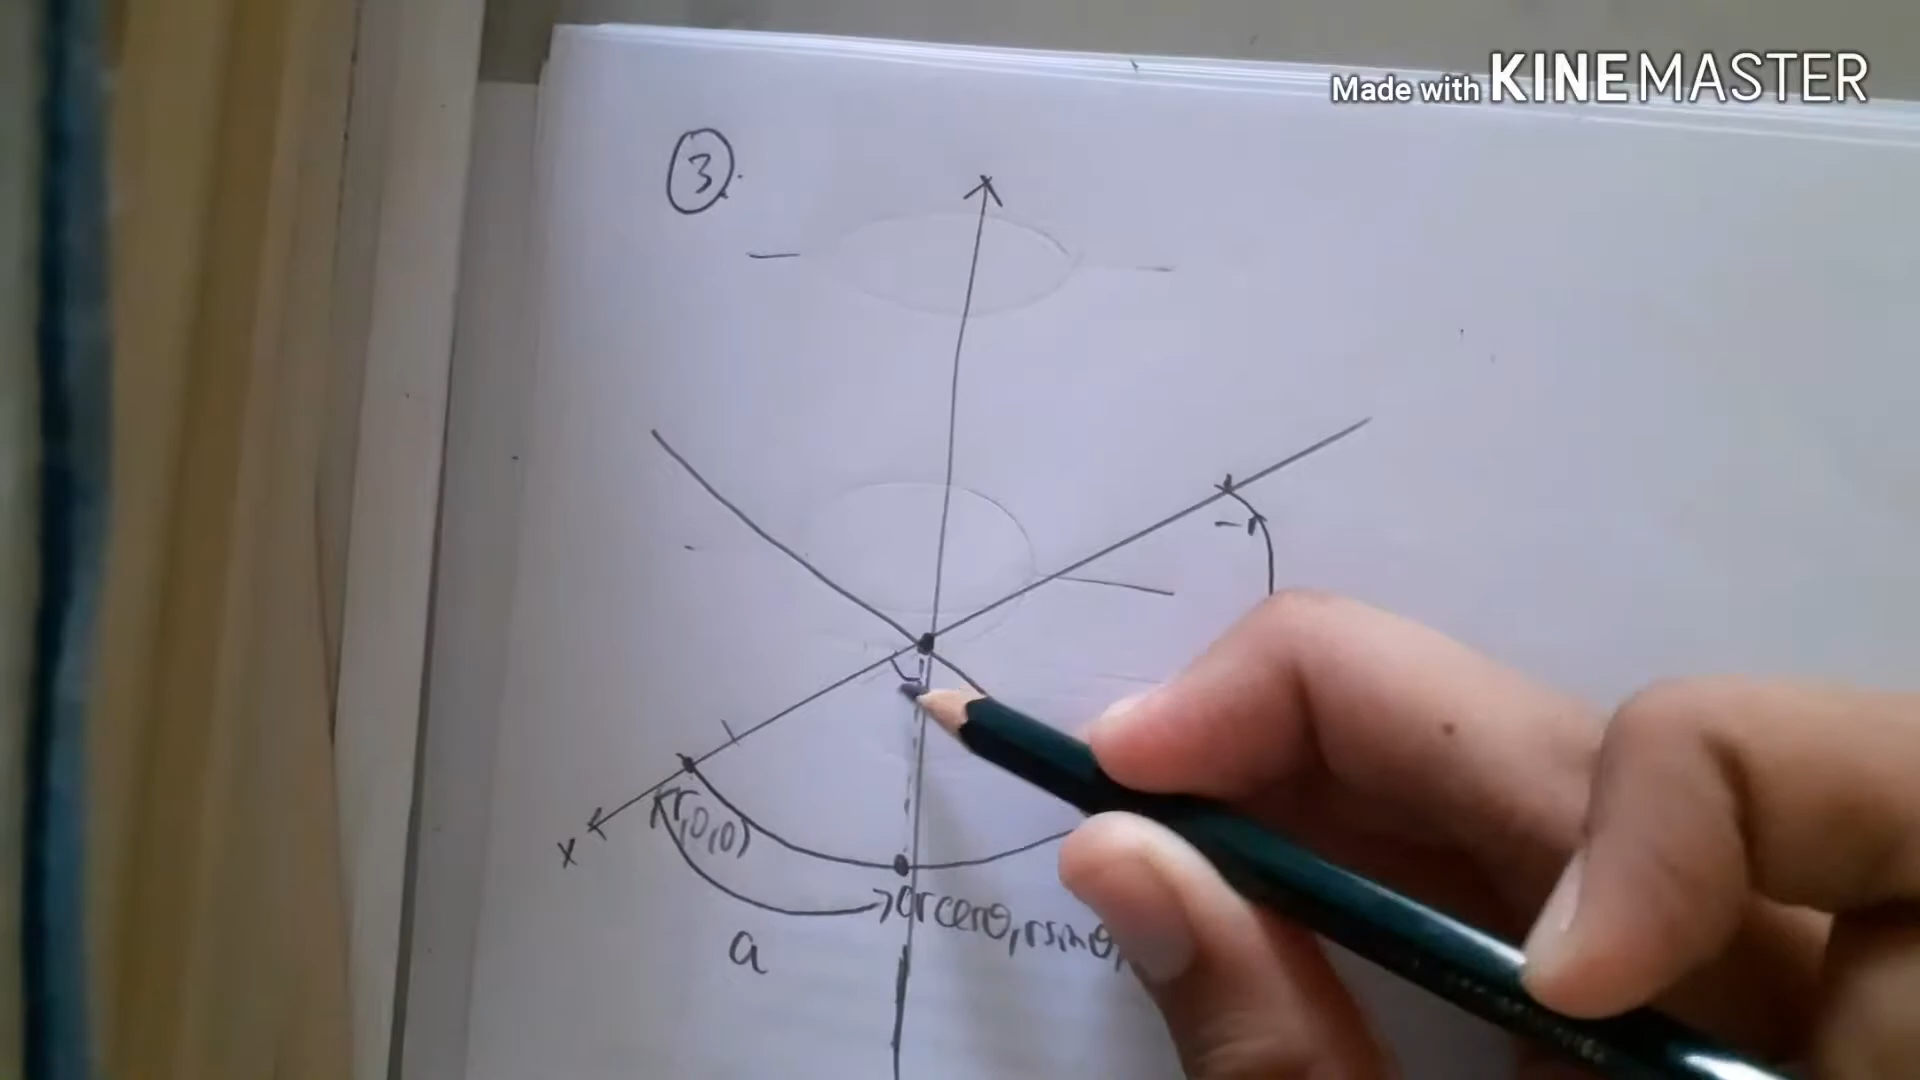 Made with KINEMASTER
3
-r
(r,0,0)
x
rcosθ, rsinθ,
a